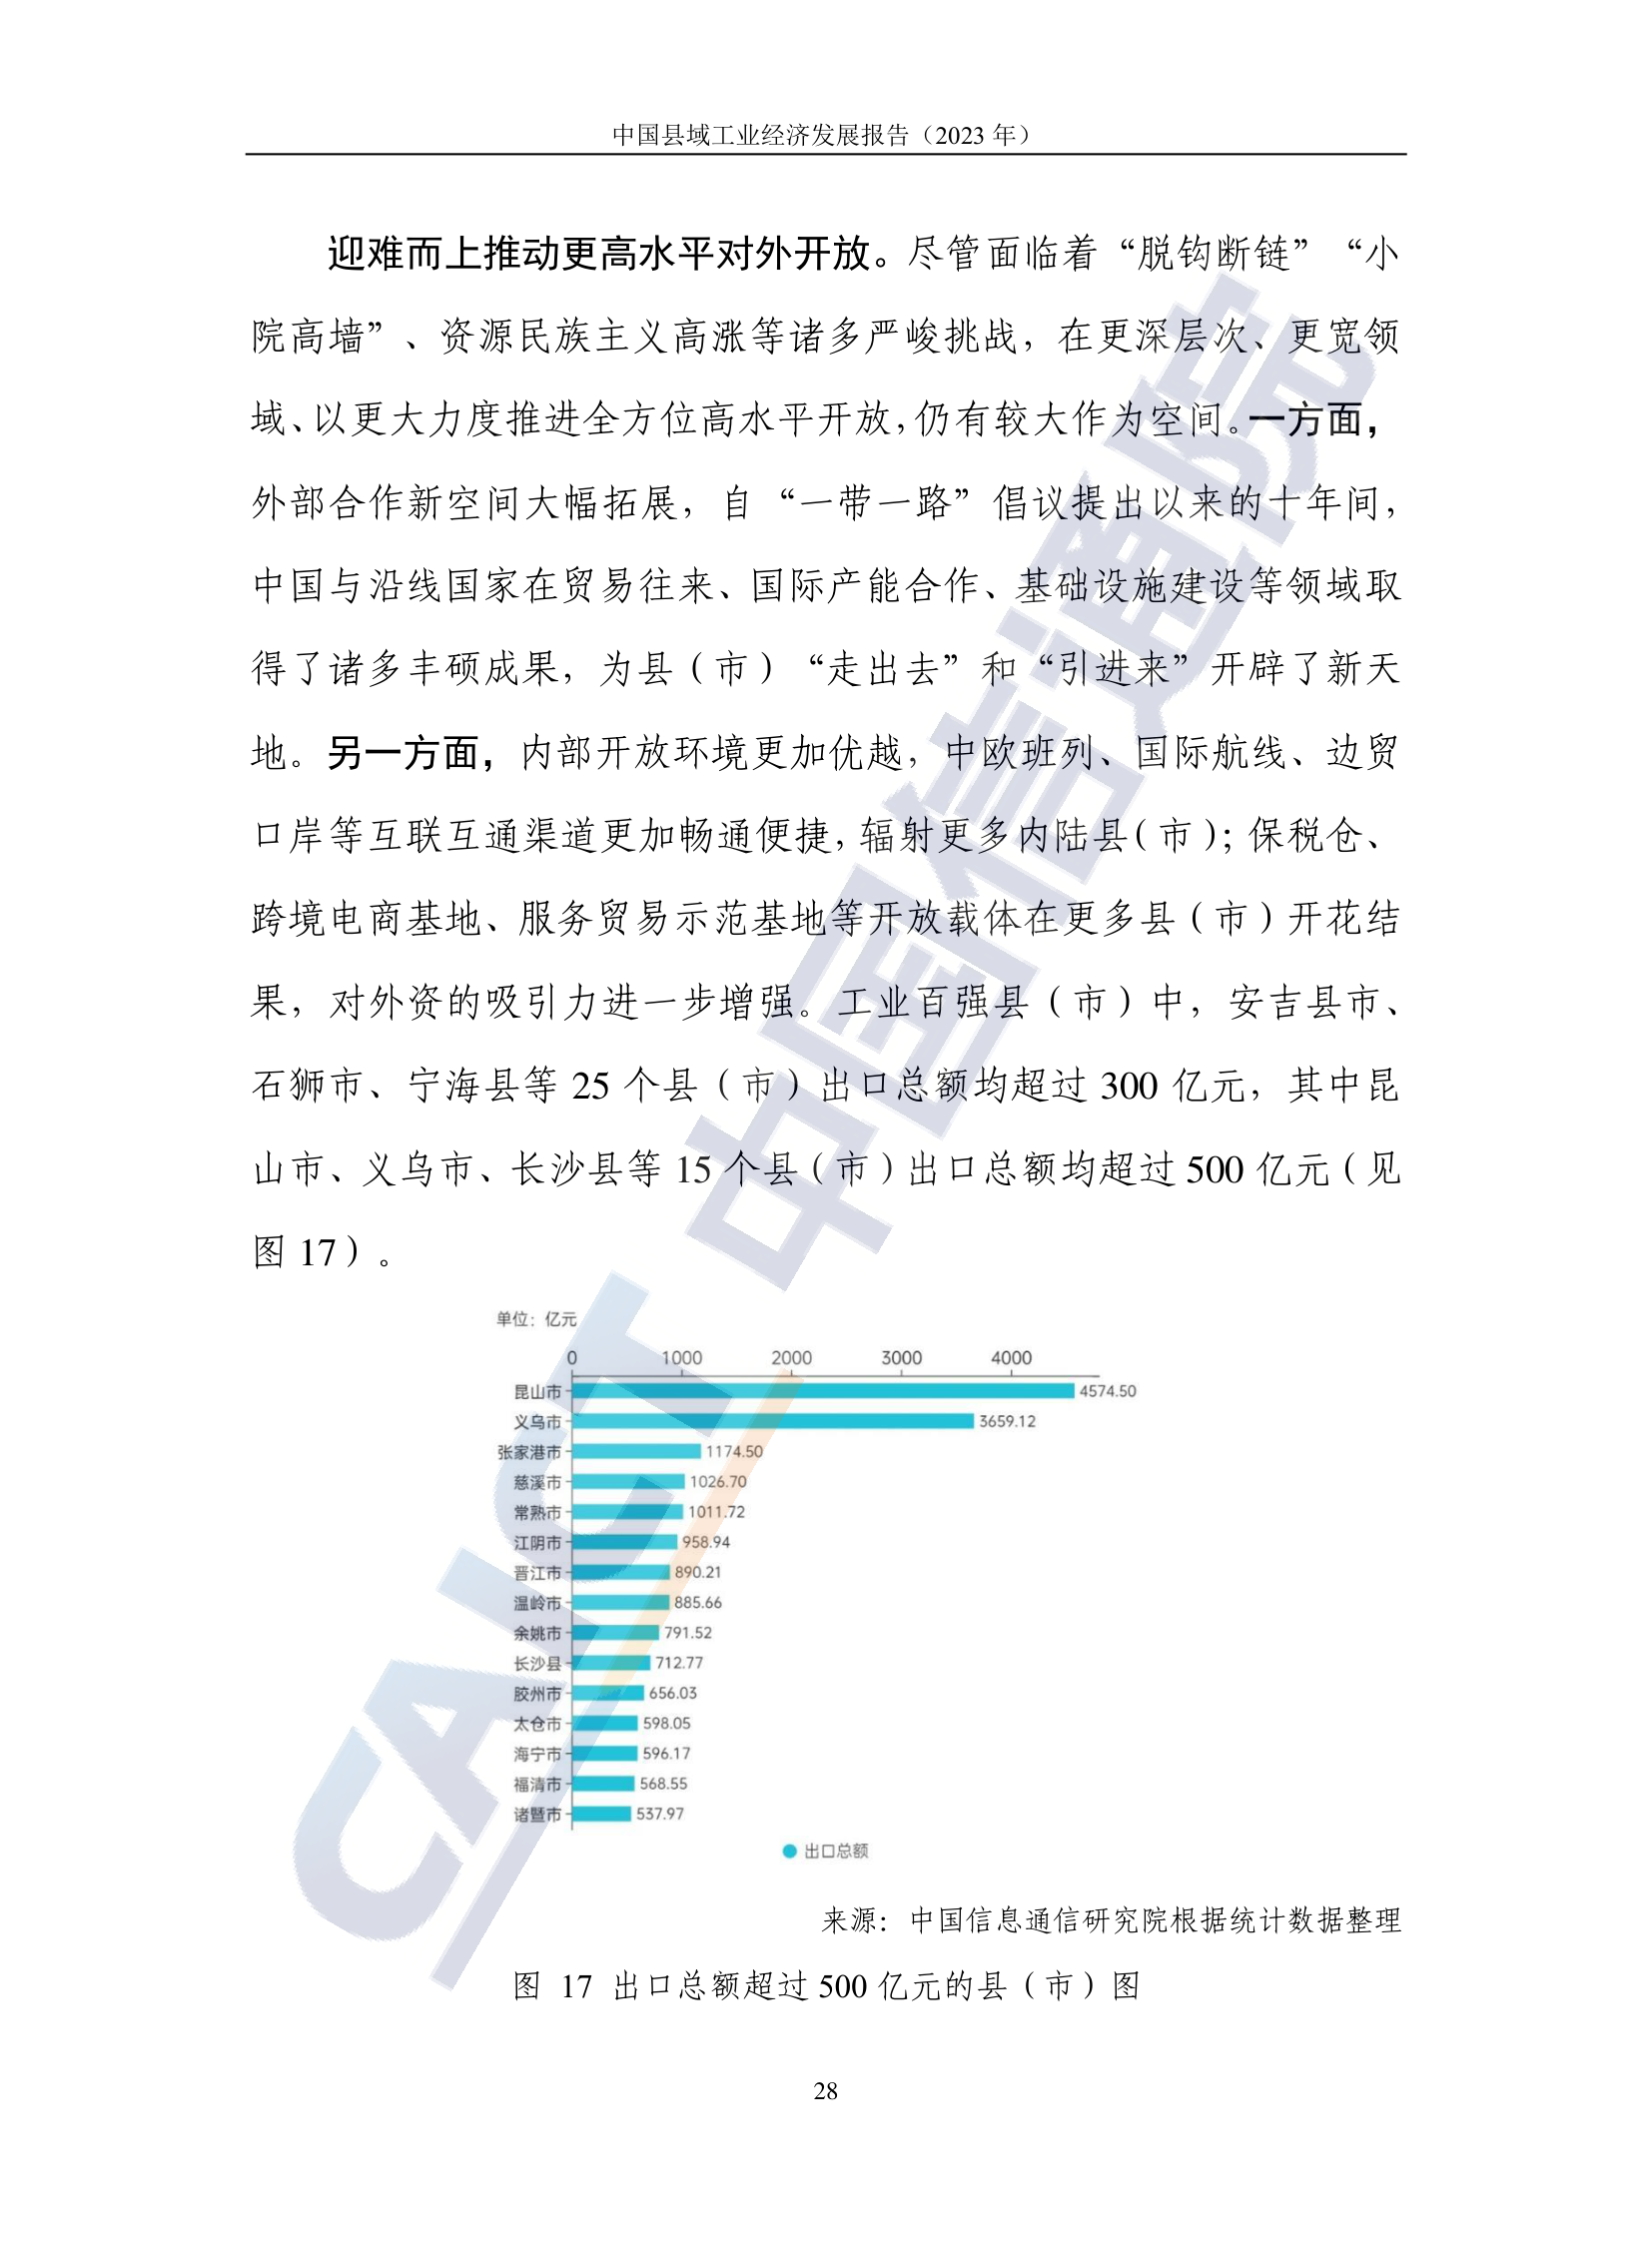 中国县域工业经济发展报告（2023 年）
迎难而上推动更高水平对外开放。尽管面临着“脱钩断链”“小
院高墙”、资源民族主义高涨等诸多严峻挑战，在更深层次、更宽领
域、以更大力度推进全方位高水平开放，仍有较大作为空间。一方面，
外部合作新空间大幅拓展，自“一带一路”倡议提出以来的十年间，
中国与沿线国家在贸易往来、国际产能合作、基础设施建设等领域取
得了诸多丰硕成果，为县（市）“走出去”和“引进来”开辟了新天
地。另一方面，内部开放环境更加优越，中欧班列、国际航线、边贸
口岸等互联互通渠道更加畅通便捷，辐射更多内陆县（市）；保税仓、
跨境电商基地、服务贸易示范基地等开放载体在更多县（市）开花结
果，对外资的吸引力进一步增强。工业百强县（市）中，安吉县市、
石狮市、宁海县等 25 个县（市）出口总额均超过 300 亿元，其中昆
山市、义乌市、长沙县等 15 个县（市）出口总额均超过 500 亿元（见
图 17）。
单位：亿元
0 1000 2000 3000 4000
昆山市 4574.50
义乌市 3659.12
张家港市 1174.50
慈溪市 1026.70
常熟市 1011.72
江阴市 958.94
晋江市 890.21
温岭市 885.66
余姚市 791.52
长沙县 712.77
胶州市 656.03
太仓市 598.05
海宁市 596.17
福清市 568.55
诸暨市 537.97
出口总额
来源：中国信息通信研究院根据统计数据整理
图 17 出口总额超过 500 亿元的县（市）图
28
CAICT 中国信通院